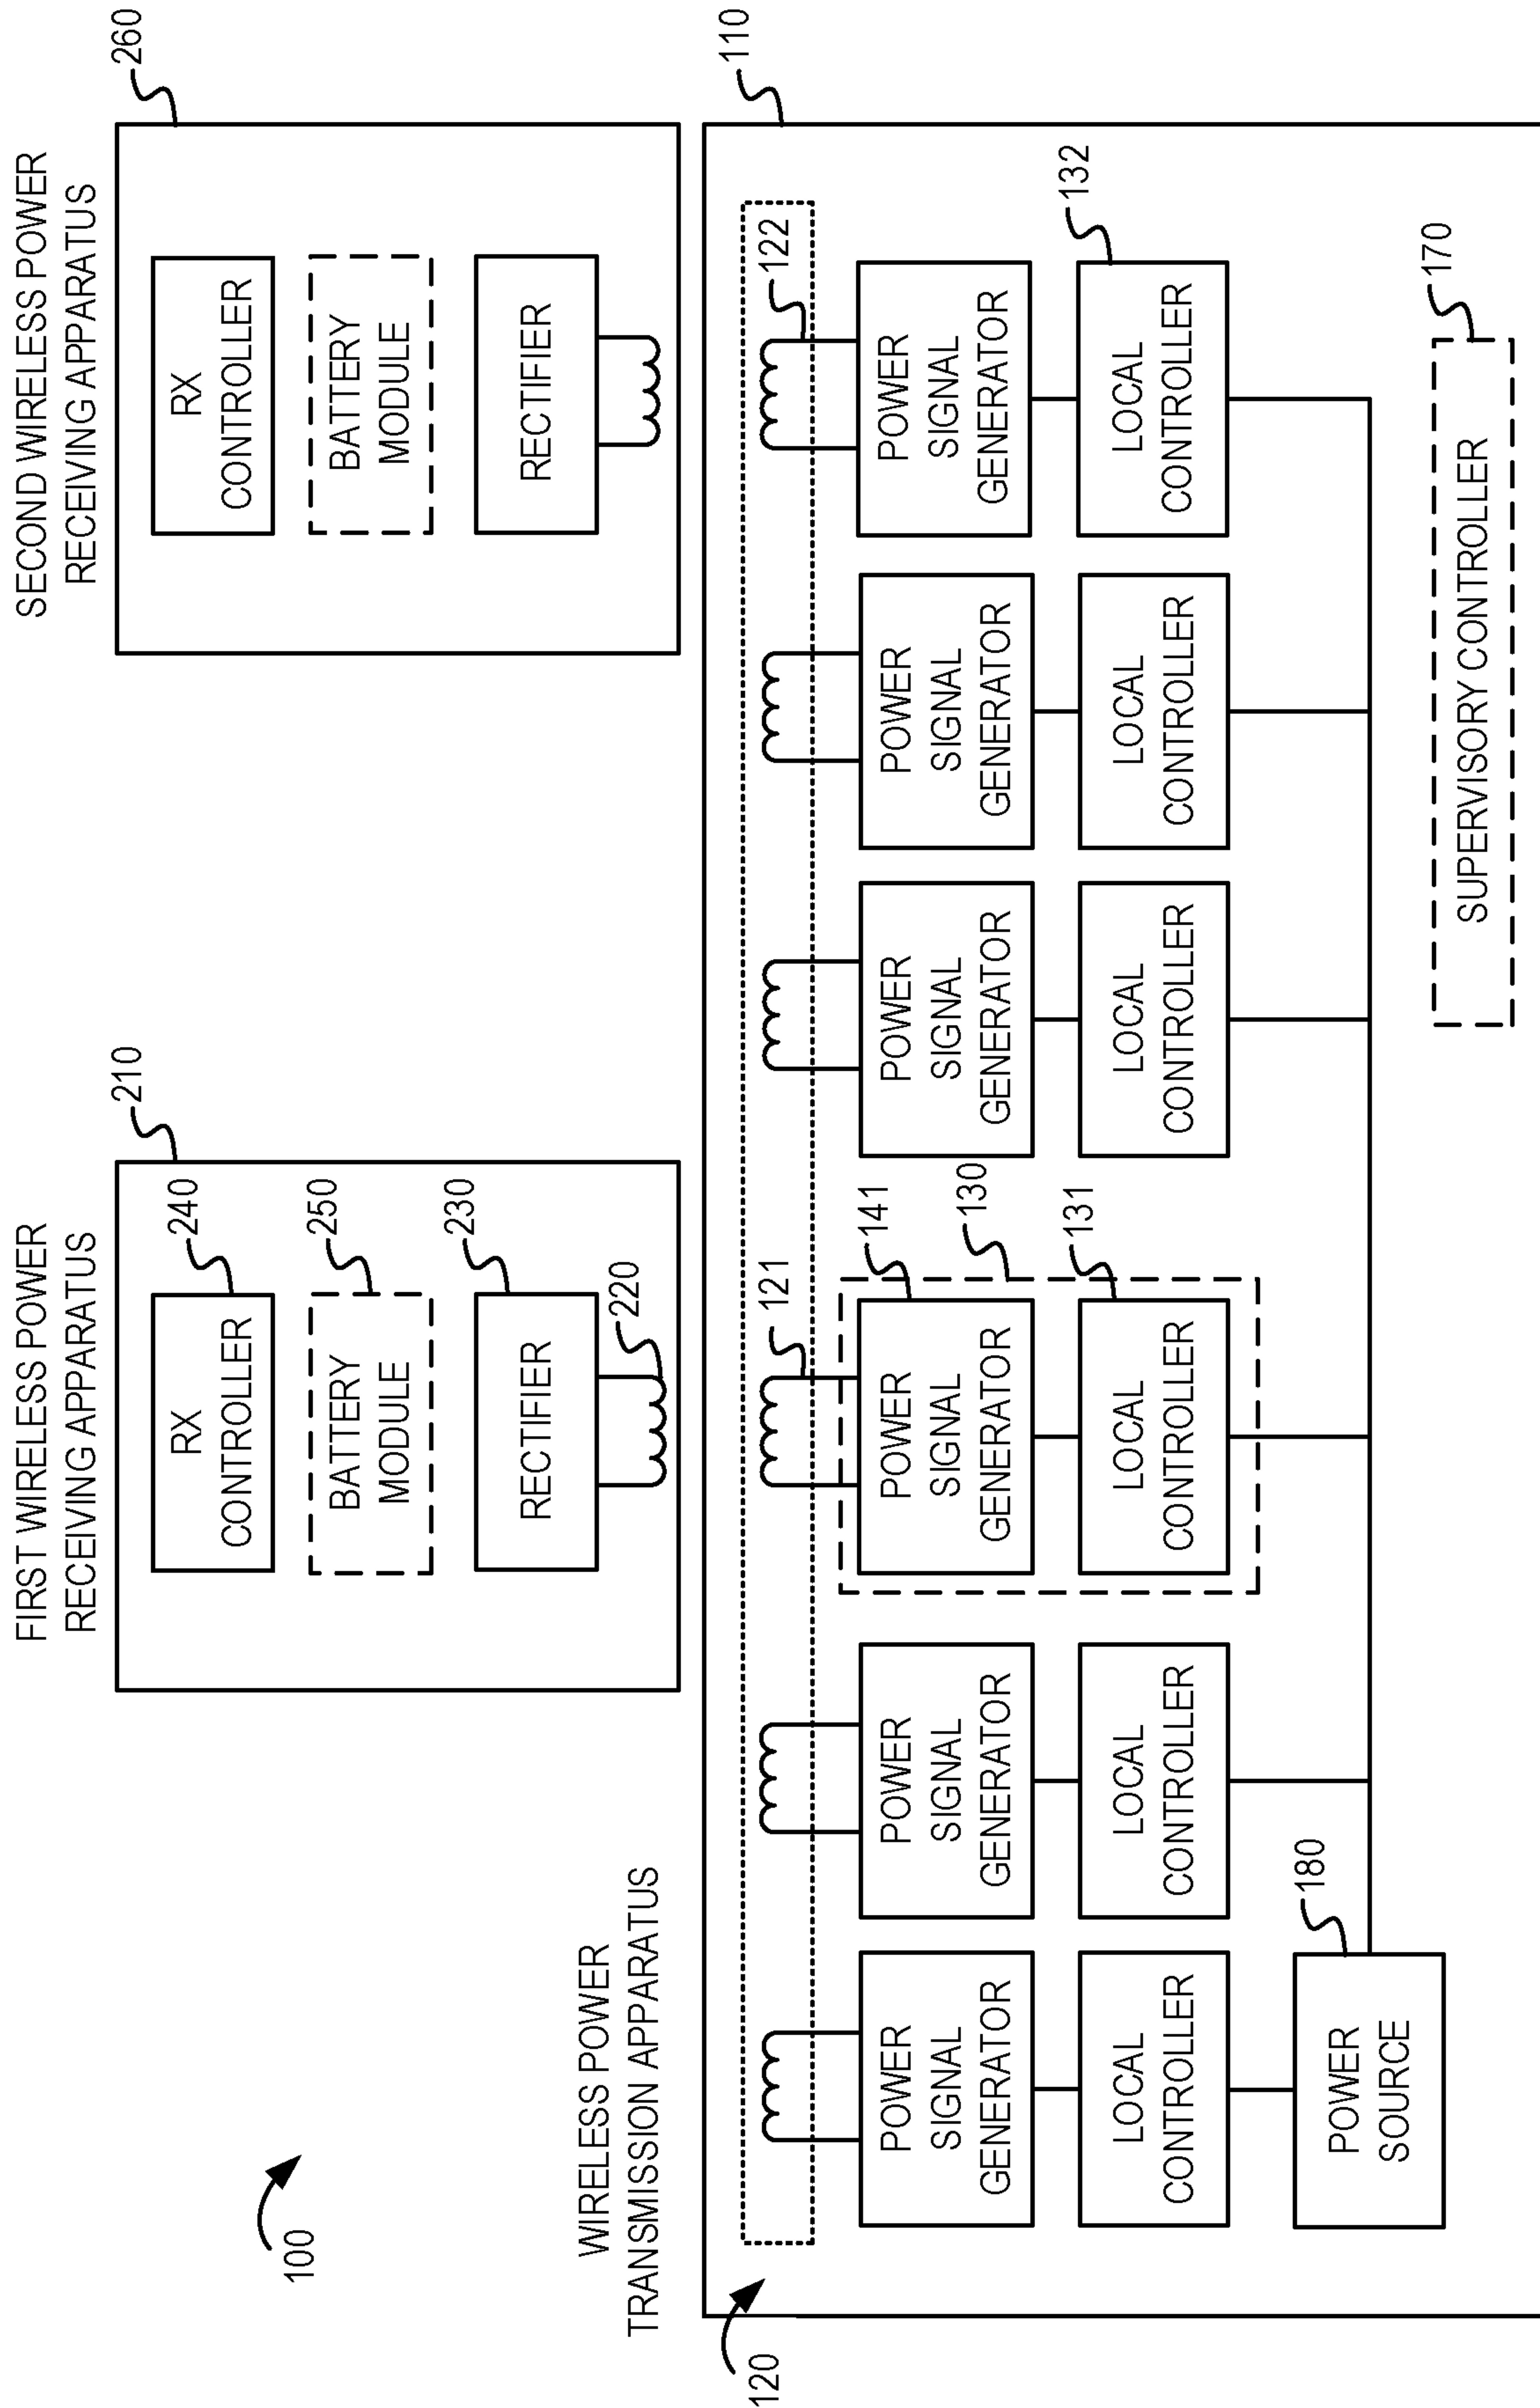 100
FIRST WIRELESS POWER
RECEIVING APPARATUS
210
RX
CONTROLLER
240
BATTERY
MODULE
250
RECTIFIER
230
220
SECOND WIRELESS POWER
RECEIVING APPARATUS
260
RX
CONTROLLER
BATTERY
MODULE
RECTIFIER
WIRELESS POWER
TRANSMISSION APPARATUS
110
120
121
122
POWER
SIGNAL
GENERATOR
LOCAL
CONTROLLER
POWER
SIGNAL
GENERATOR
LOCAL
CONTROLLER
POWER
SIGNAL
GENERATOR
141
130
LOCAL
CONTROLLER
131
POWER
SIGNAL
GENERATOR
LOCAL
CONTROLLER
POWER
SIGNAL
GENERATOR
LOCAL
CONTROLLER
POWER
SIGNAL
GENERATOR
LOCAL
CONTROLLER
132
POWER
SOURCE
180
SUPERVISORY CONTROLLER
170